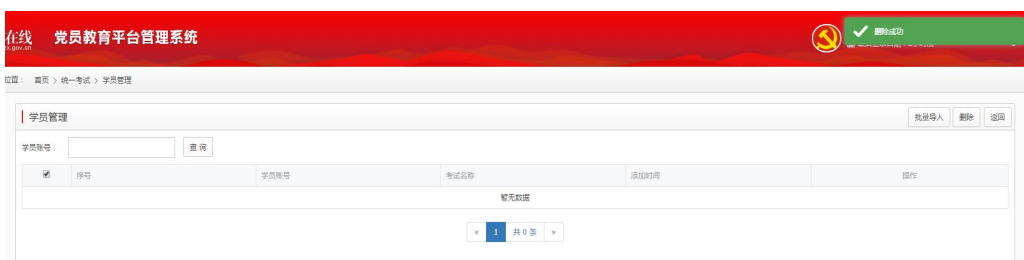 在线 党员教育平台管理系统
删除成功
位置： 首页 > 统一考试 > 学员管理
学员管理
批量导入 删除 返回
学员账号：
查询
序号 学员账号 考试名称 添加时间 操作
暂无数据
« 1 共0条 »